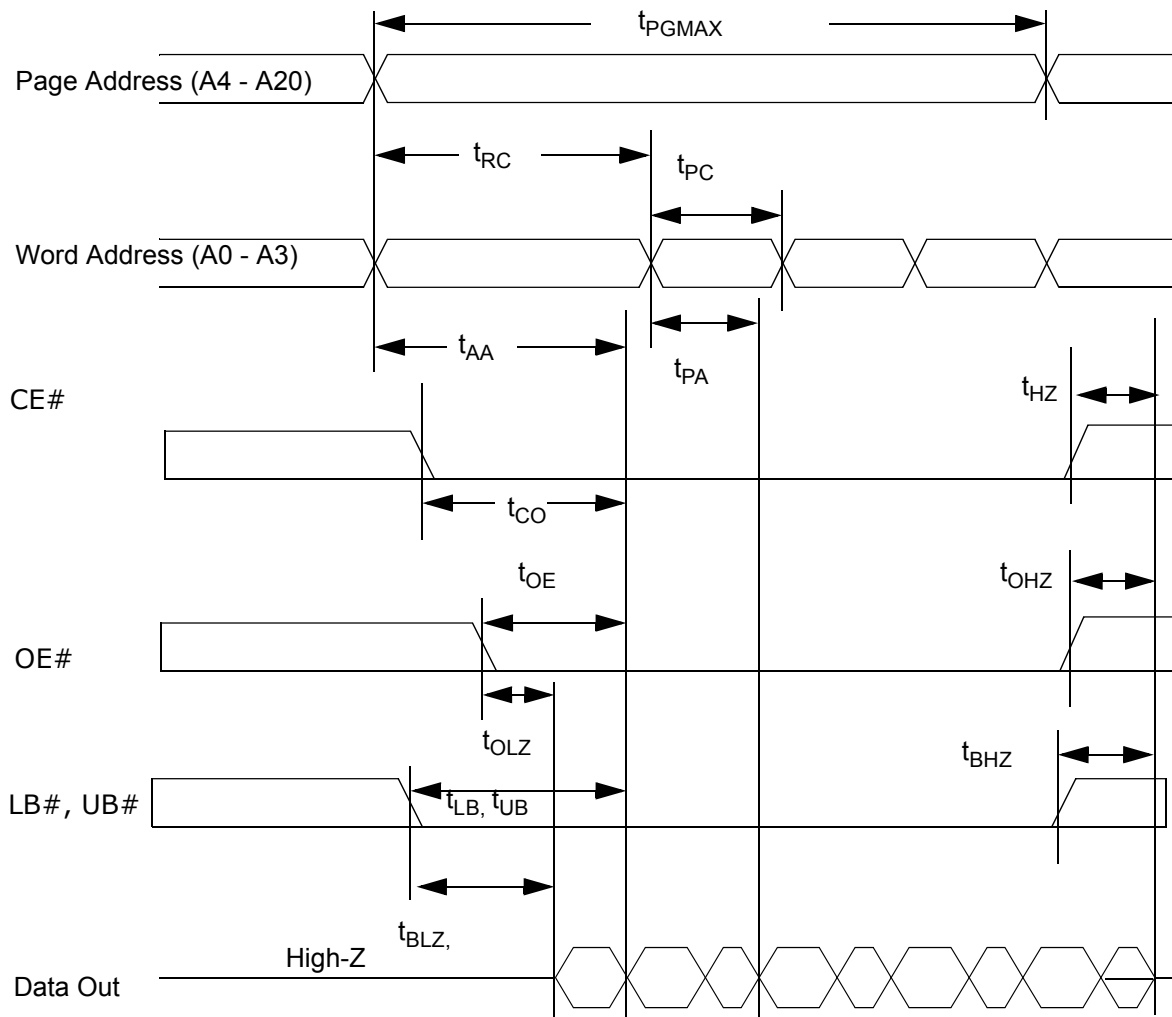 tPGMAX
Page Address (A4 - A20)
tRC
tPC
Word Address (A0 - A3)
tAA
tPA
tHZ
CE#
tCO
tOE
tOHZ
OE#
tOLZ
tBHZ
LB#, UB#
tLB, tUB
tBLZ,
High-Z
Data Out